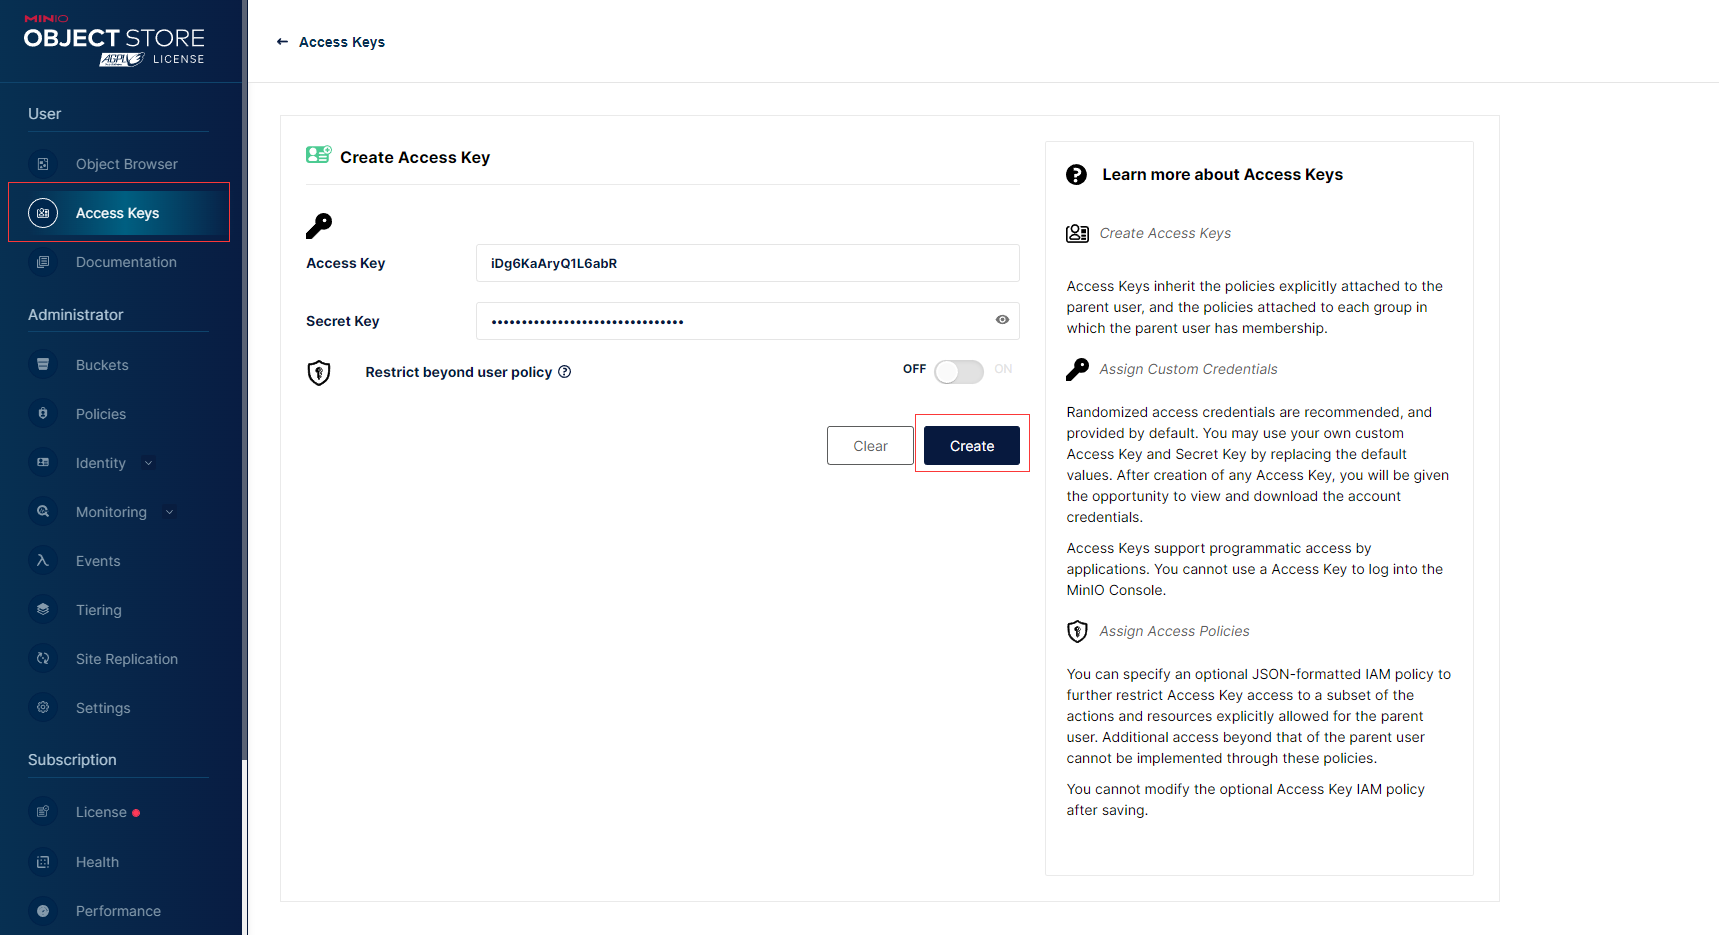 MINIO
OBJECT STORE
AGPLv3 LICENSE
User
Object Browser
Access Keys
Documentation
Administrator
Buckets
Policies
Identity
Monitoring
Events
Tiering
Site Replication
Settings
Subscription
License
Health
Performance
← Access Keys
Create Access Key
Access Key
iDg6KaAryQ1L6abR
Secret Key
••••••••••••••••••••••••••••••••
Restrict beyond user policy
OFF
ON
Clear
Create
Learn more about Access Keys
Create Access Keys
Access Keys inherit the policies explicitly attached to the
parent user, and the policies attached to each group in
which the parent user has membership.
Assign Custom Credentials
Randomized access credentials are recommended, and
provided by default. You may use your own custom
Access Key and Secret Key by replacing the default
values. After creation of any Access Key, you will be given
the opportunity to view and download the account
credentials.
Access Keys support programmatic access by
applications. You cannot use a Access Key to log into the
MinIO Console.
Assign Access Policies
You can specify an optional JSON-formatted IAM policy to
further restrict Access Key access to a subset of the
actions and resources explicitly allowed for the parent
user. Additional access beyond that of the parent user
cannot be implemented through these policies.
You cannot modify the optional Access Key IAM policy
after saving.